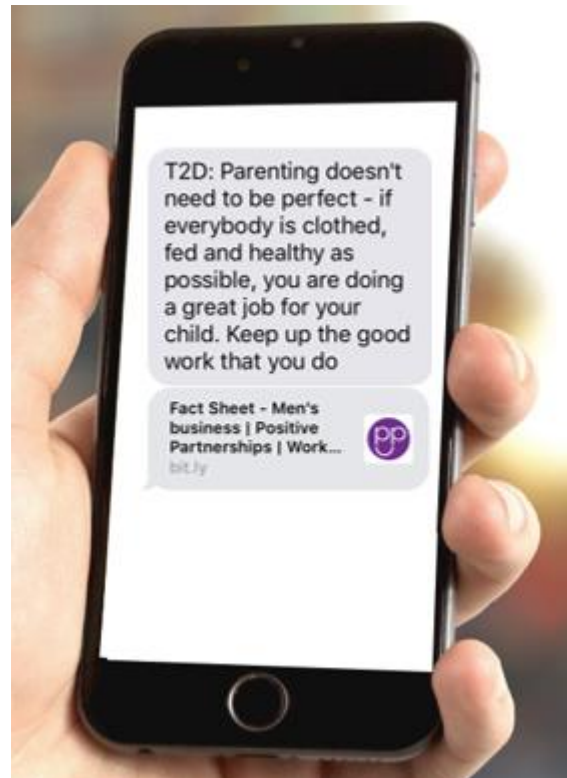 T2D: Parenting doesn't
need to be perfect - if
everybody is clothed,
fed and healthy as
possible, you are doing
a great job for your
child. Keep up the good
work that you do
Fact Sheet - Men's
business | Positive
Partnerships | Work...
bit.ly